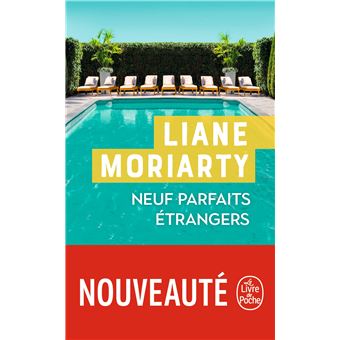 LIANE
MORIARTY
NEUF PARFAITS
ÉTRANGERS
NOUVEAUTÉ
Le
Livre
de
Poche